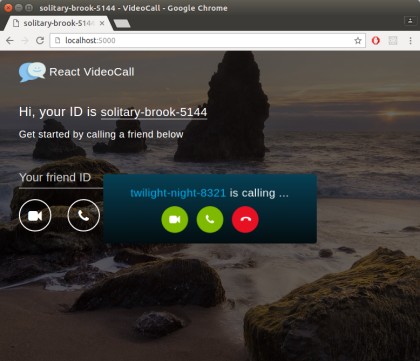 solitary-brook-5144 - VideoCall - Google Chrome
solitary-brook-514
localhost:5000
React VideoCall
Hi, your ID is solitary-brook-5144
Get started by calling a friend below
Your friend ID
twilight-night-8321 is calling ...